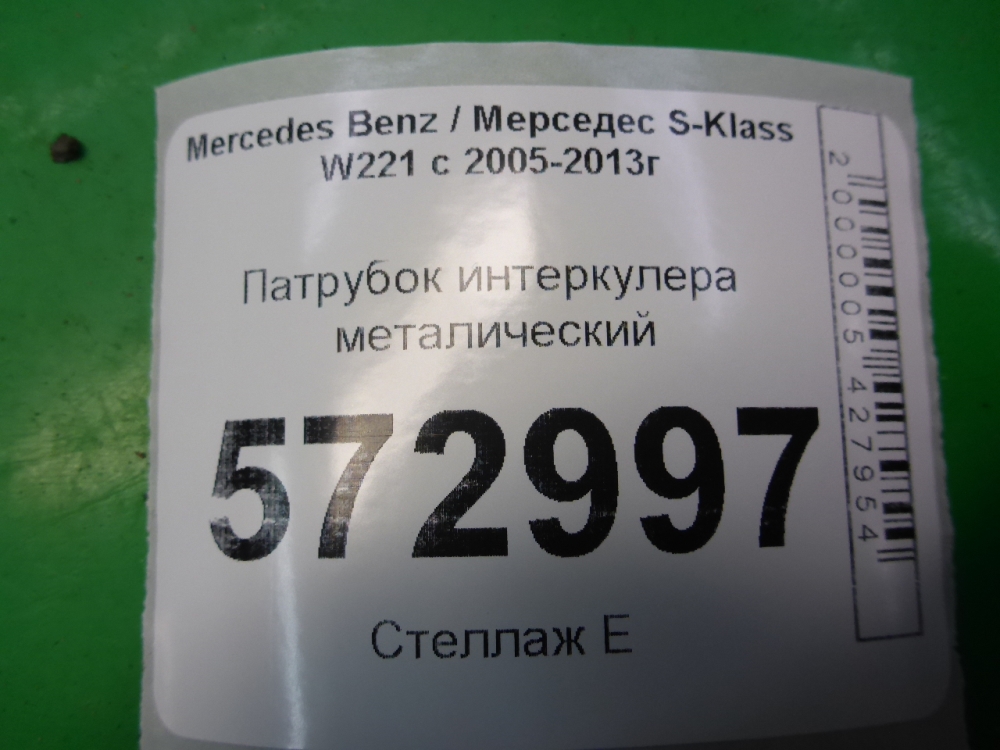 Mercedes Benz / Мерседес S-Klass
W221 с 2005-2013г
Патрубок интеркулера
металический
572997
Стеллаж Е
2000005427954